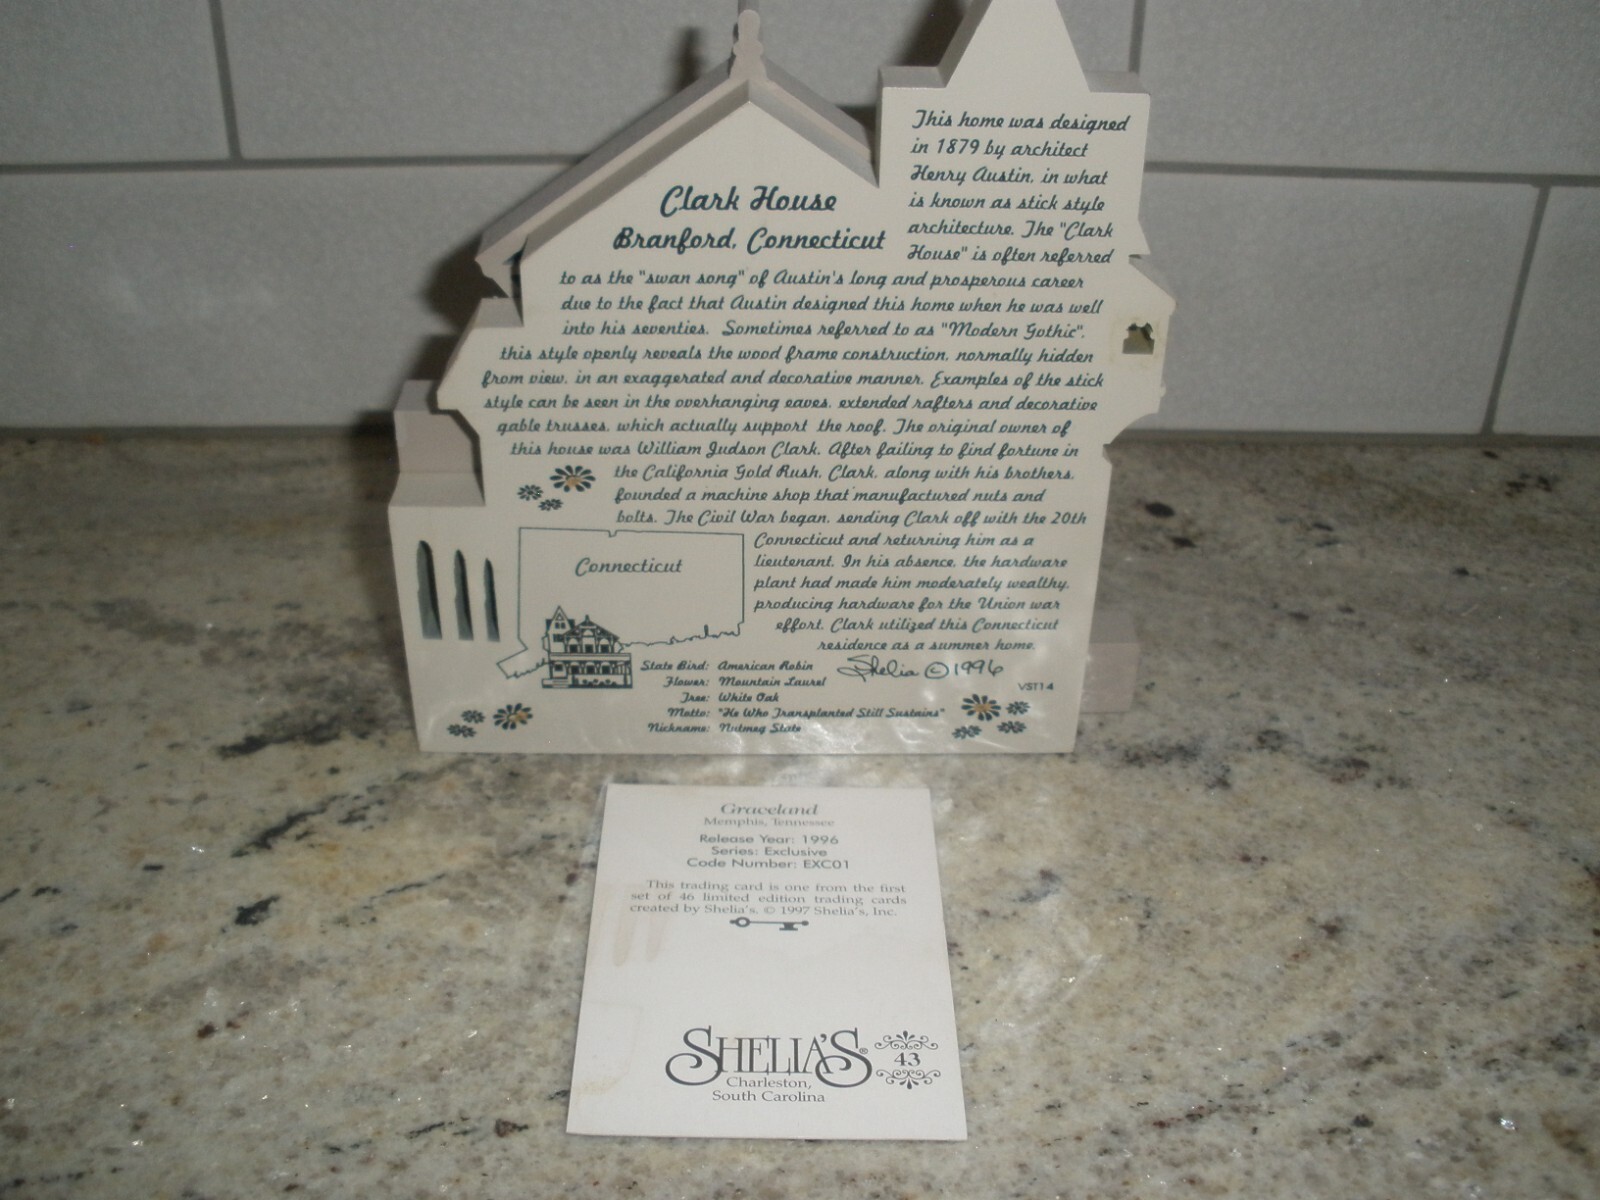 This home was designed
in 1879 by architect
Henry Austin, in what
is known as stick style
architecture. The "Clark
House" is often referred
Clark House
Branford, Connecticut
to as the "swan song" of Austin's long and prosperous career
due to the fact that Austin designed this home when he was well
into his seventies. Sometimes referred to as "Modern Gothic",
this style openly reveals the wood frame construction, normally hidden
from view, in an exaggerated and decorative manner. Examples of the stick
style can be seen in the overhanging eaves, extended rafters and decorative
gable trusses, which actually support the roof. The original owner of
this house was William Judson Clark. After failing to find fortune in
the California Gold Rush, Clark, along with his brothers,
founded a machine shop that manufactured nuts and
bolts. The Civil War began, sending Clark off with the 20th
Connecticut and returning him as a
lieutenant. In his absence, the hardware
plant had made him moderately wealthy,
producing hardware for the Union war
effort. Clark utilized this Connecticut
residence as a summer home.
Connecticut
State Bird: American Robin
Flower: Mountain Laurel
Tree: White Oak
Motto: "He Who Transplanted Still Sustains"
Nickname: Nutmeg State
Shelia © 1996
VST14
Graceland
Memphis, Tennessee
Release Year: 1996
Series: Exclusive
Code Number: EXC01
This trading card is one from the first
set of 46 limited edition trading cards
created by Shelia's. © 1997 Shelia's, Inc.
SHELIA'S®
43
Charleston,
South Carolina